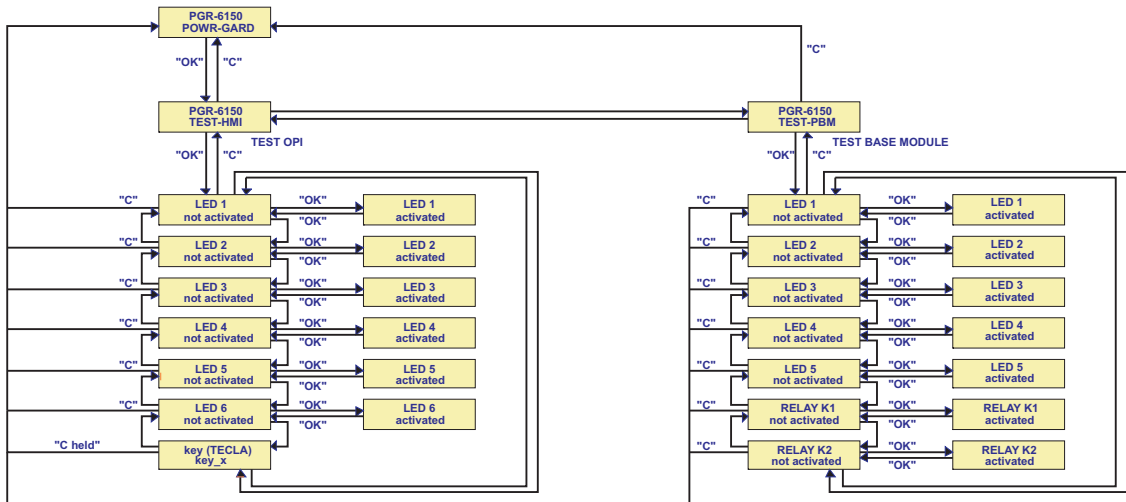 PGR-6150
POWR-GARD
"OK"
"C"
"C"
PGR-6150
TEST-HMI
PGR-6150
TEST-PBM
TEST OPI
TEST BASE MODULE
"OK"
"C"
"OK"
"C"
"C"
LED 1
not activated
"OK"
"OK"
LED 1
activated
"C"
LED 2
not activated
"OK"
"OK"
LED 2
activated
"C"
LED 3
not activated
"OK"
"OK"
LED 3
activated
"C"
LED 4
not activated
"OK"
"OK"
LED 4
activated
"C"
LED 5
not activated
"OK"
"OK"
LED 5
activated
"C"
LED 6
not activated
"OK"
"OK"
LED 6
activated
"C held"
key (TECLA)
key_x
"C"
LED 1
not activated
"OK"
"OK"
LED 1
activated
"C"
LED 2
not activated
"OK"
"OK"
LED 2
activated
"C"
LED 3
not activated
"OK"
"OK"
LED 3
activated
"C"
LED 4
not activated
"OK"
"OK"
LED 4
activated
"C"
LED 5
not activated
"OK"
"OK"
LED 5
activated
"C"
RELAY K1
not activated
"OK"
"OK"
RELAY K1
activated
"C"
RELAY K2
not activated
"OK"
"OK"
RELAY K2
activated